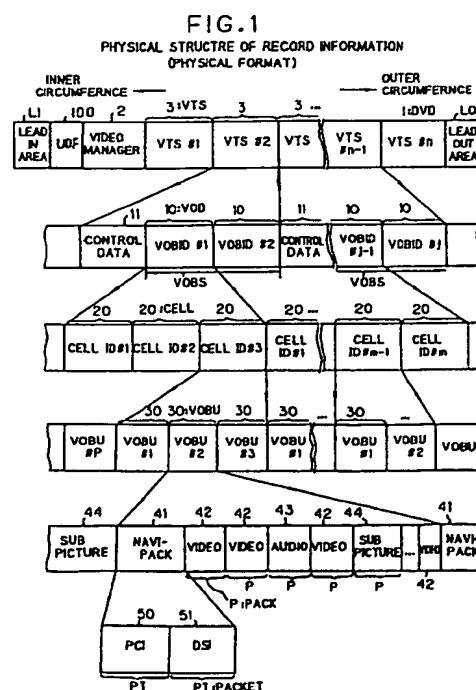 FIG.1
PHYSICAL STRUCTRE OF RECORD INFORMATION
(PHYSICAL FORMAT)
INNER CIRCUMFERNCE OUTER CIRCUMFERNCE
L1 100 2 3:VTS 3 3 ... 1:DVD LO
LEAD IN AREA UDF VIDEO MANAGER VTS #1 VTS #2 VTS VTS #n-1 VTS #n LEAD OUT AREA
11 10:VOD 10 11 10 10
CONTROL DATA VOBID #1 VOBID #2 CONTROL DATA VOBID #j-1 VOBID #j
VOBS VOBS
20 20:CELL 20 20 ... 20 20
CELL ID#1 CELL ID#2 CELL ID#3 CELL ID#1 CELL ID#m-1 CELL ID#m
30 30:VOBU 30 30 ... 30 ...
VOBU #P VOBU #1 VOBU #2 VOBU #3 VOBU #1 VOBU #1 VOBU #2 VOBU
44 41 42 42 43 42 44 41
SUB PICTURE NAVI-PACK VIDEO VIDEO AUDIO VIDEO SUB PICTURE ... VIDEO NAVI-PACK
P P P P 42
P:PACK
50 51
PCI DSI
PT PT:PACKET